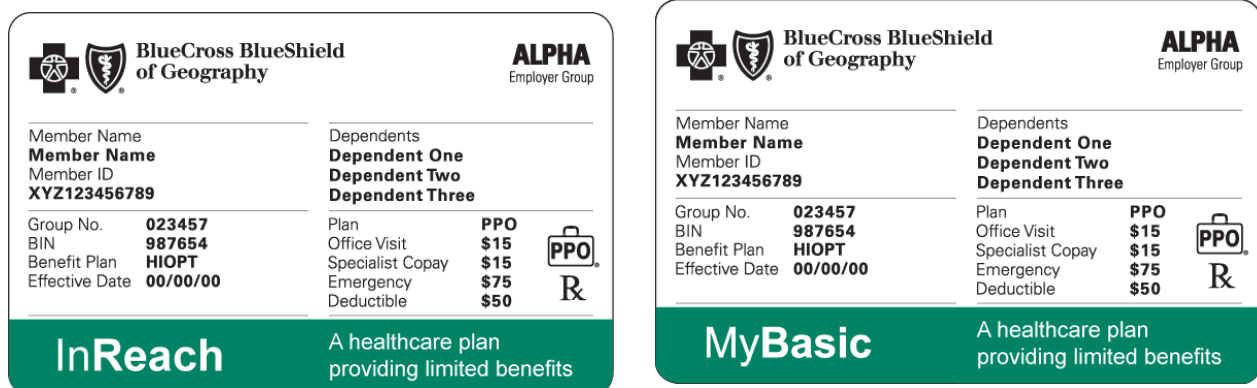 BlueCross BlueShield
of Geography
ALPHA
Employer Group
Member Name
Member Name
Member ID
XYZ123456789
Dependents
Dependent One
Dependent Two
Dependent Three
Group No. 023457
BIN 987654
Benefit Plan HIOPT
Effective Date 00/00/00
Plan PPO
Office Visit $15
Specialist Copay $15
Emergency $75
Deductible $50
PPO
Rx
InReach
A healthcare plan
providing limited benefits
BlueCross BlueShield
of Geography
ALPHA
Employer Group
Member Name
Member Name
Member ID
XYZ123456789
Dependents
Dependent One
Dependent Two
Dependent Three
Group No. 023457
BIN 987654
Benefit Plan HIOPT
Effective Date 00/00/00
Plan PPO
Office Visit $15
Specialist Copay $15
Emergency $75
Deductible $50
PPO
Rx
MyBasic
A healthcare plan
providing limited benefits